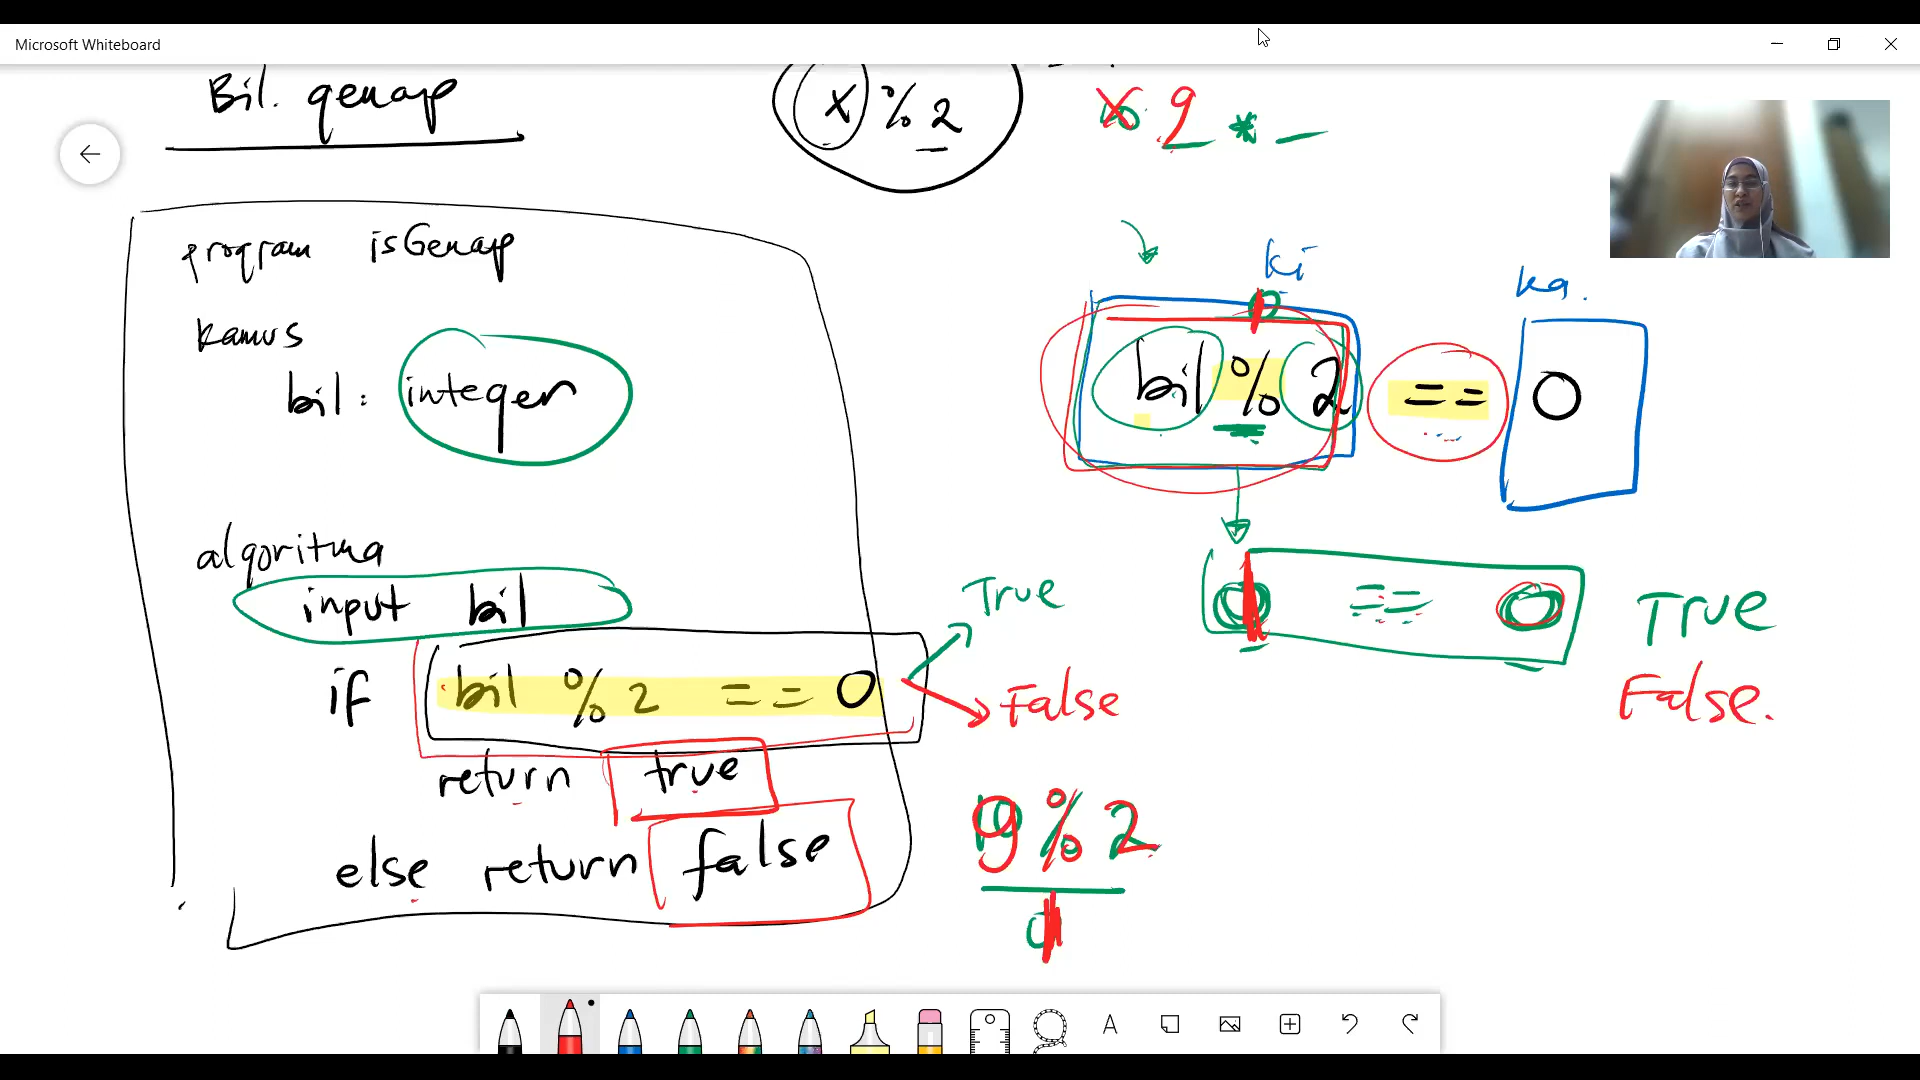 Microsoft Whiteboard
Bil. genap
x % 2
9 * _
program isGenap
kamus
bil : integer
algoritma
input bil
if bil % 2 == 0
return true
else return false
True
False
ki
ka.
bil % 2 == 0
0 == 0
True
False.
9 % 2